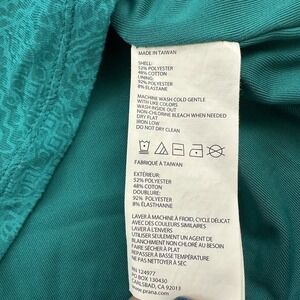 MADE IN TAIWAN
SHELL:
52% POLYESTER
48% COTTON
LINING:
92% POLYESTER
8% ELASTANE
MACHINE WASH COLD GENTLE
WITH LIKE COLORS
WASH INSIDE OUT
NON-CHLORINE BLEACH WHEN NEEDED
DRY FLAT
IRON LOW
DO NOT DRY CLEAN
FABRIQUÉ À TAIWAN
EXTÉRIEUR:
52% POLYESTER
48% COTON
DOUBLURE:
92% POLYESTER
8% ÉLASTHANNE
LAVER À MACHINE À FROID, CYCLE DÉLICAT
AVEC DES COULEURS SIMILAIRES
LAVER À L'ENVERS
UTILISER SEULEMENT UN AGENT DE
BLANCHIMENT NON CHLORÉ AU BESOIN
FAIRE SÉCHER À PLAT
REPASSER À BASSE TEMPÉRATURE
NE PAS NETTOYER À SEC
RN 124977
PO BOX 130430
CARLSBAD, CA 92013
www.prana.com